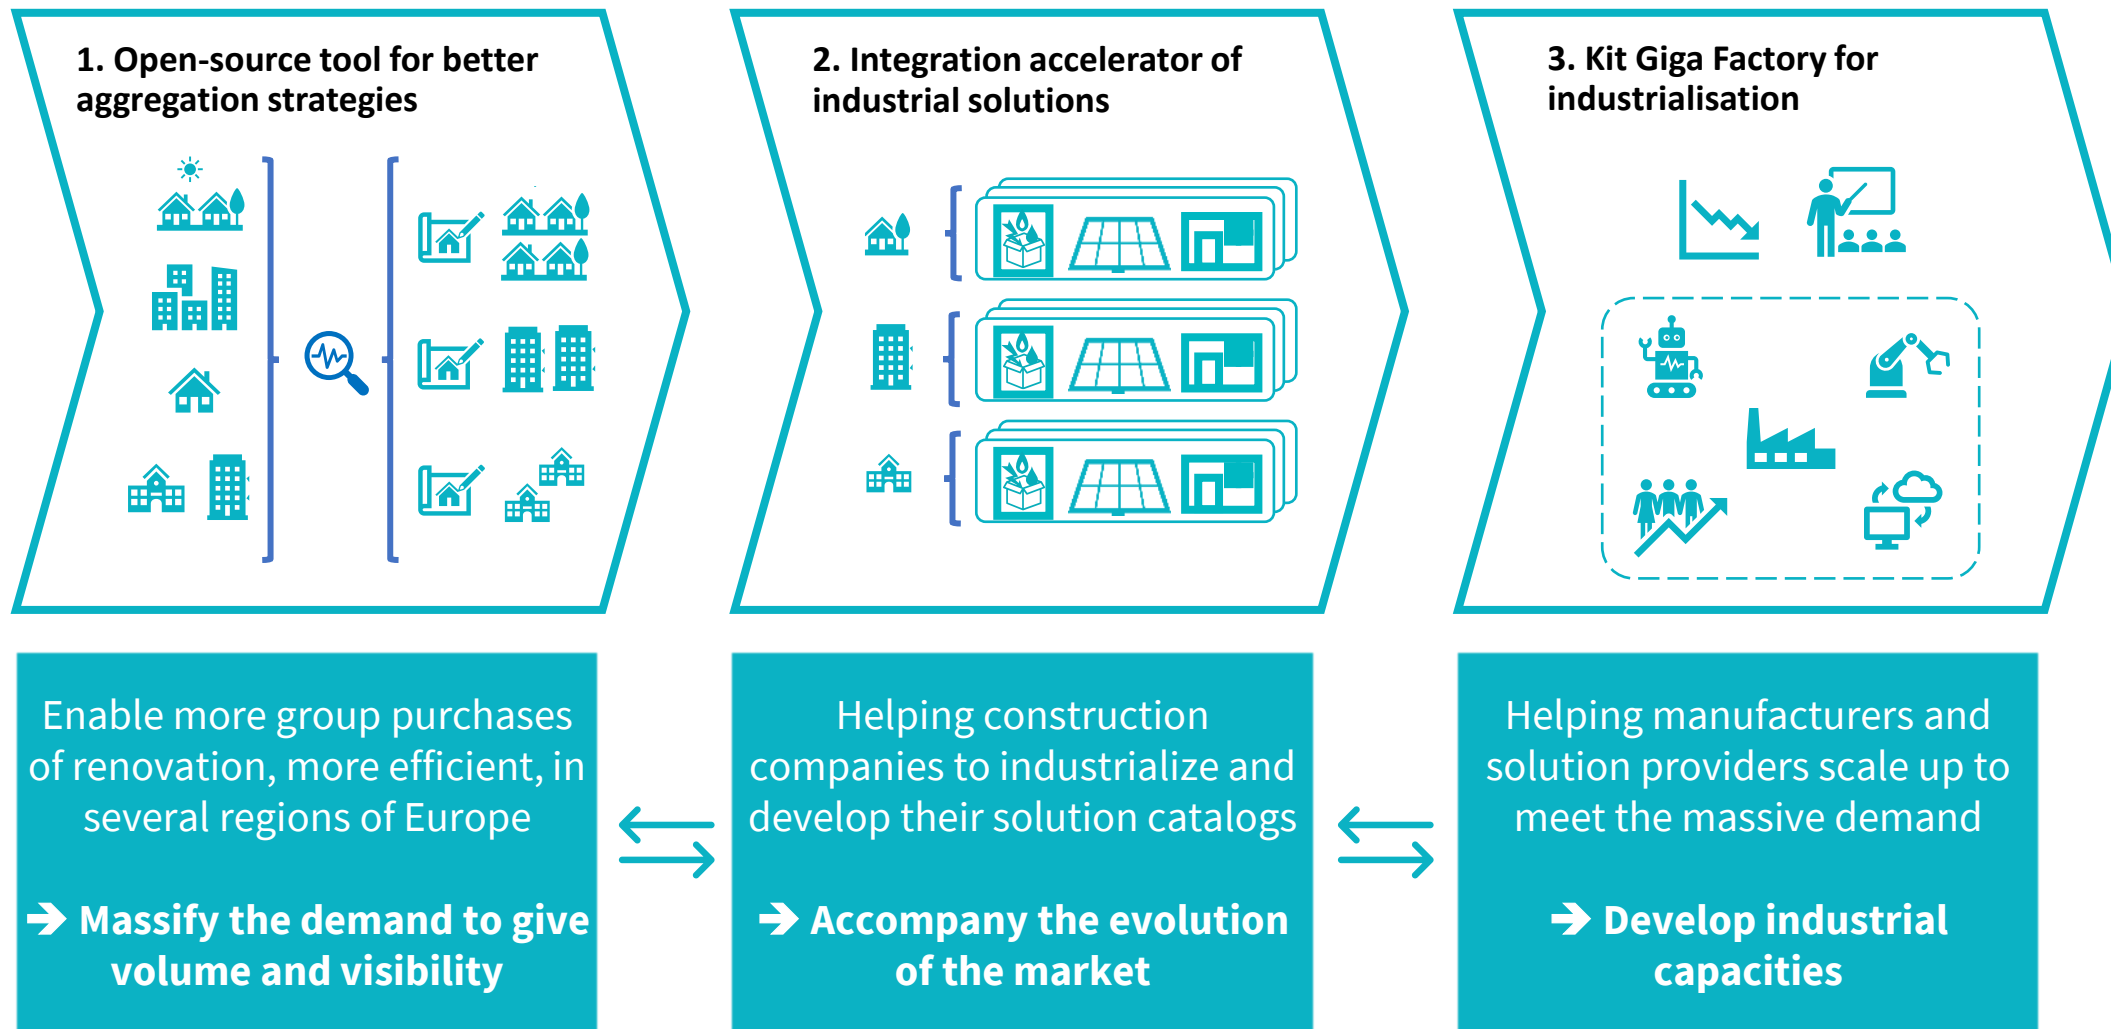 1. Open-source tool for better
aggregation strategies
2. Integration accelerator of
industrial solutions
3. Kit Giga Factory for
industrialisation
Enable more group purchases
of renovation, more efficient, in
several regions of Europe
➔ Massify the demand to give
volume and visibility
Helping construction
companies to industrialize and
develop their solution catalogs
➔ Accompany the evolution
of the market
Helping manufacturers and
solution providers scale up to
meet the massive demand
➔ Develop industrial
capacities